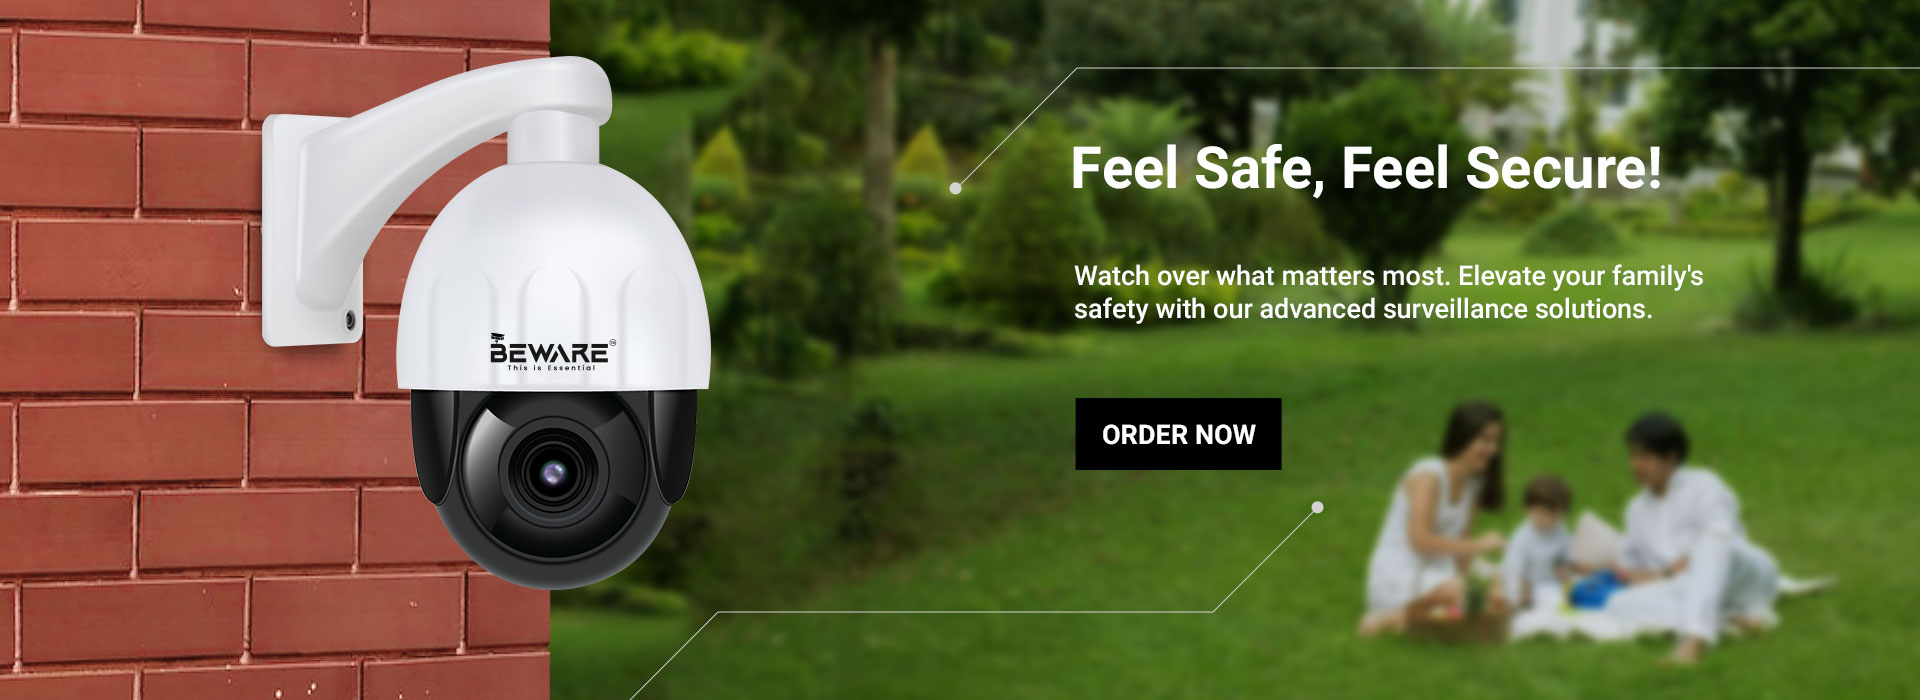 BEWARE
This is Essential
Feel Safe, Feel Secure!
Watch over what matters most. Elevate your family's
safety with our advanced surveillance solutions.
ORDER NOW